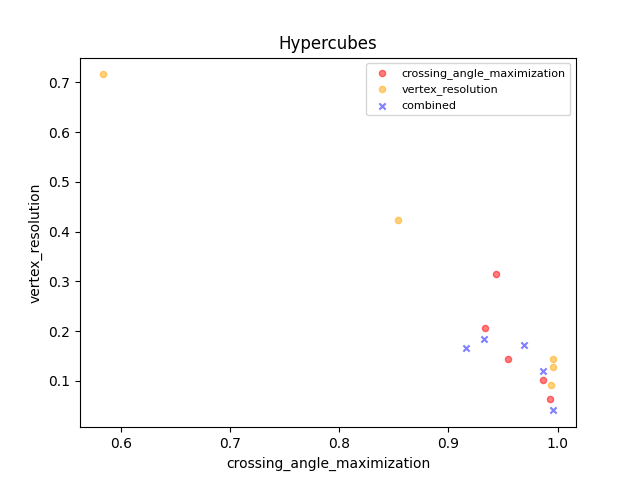 Hypercubes
crossing_angle_maximization
vertex_resolution
combined
vertex_resolution
0.7
0.6
0.5
0.4
0.3
0.2
0.1
0.6 0.7 0.8 0.9 1.0
crossing_angle_maximization